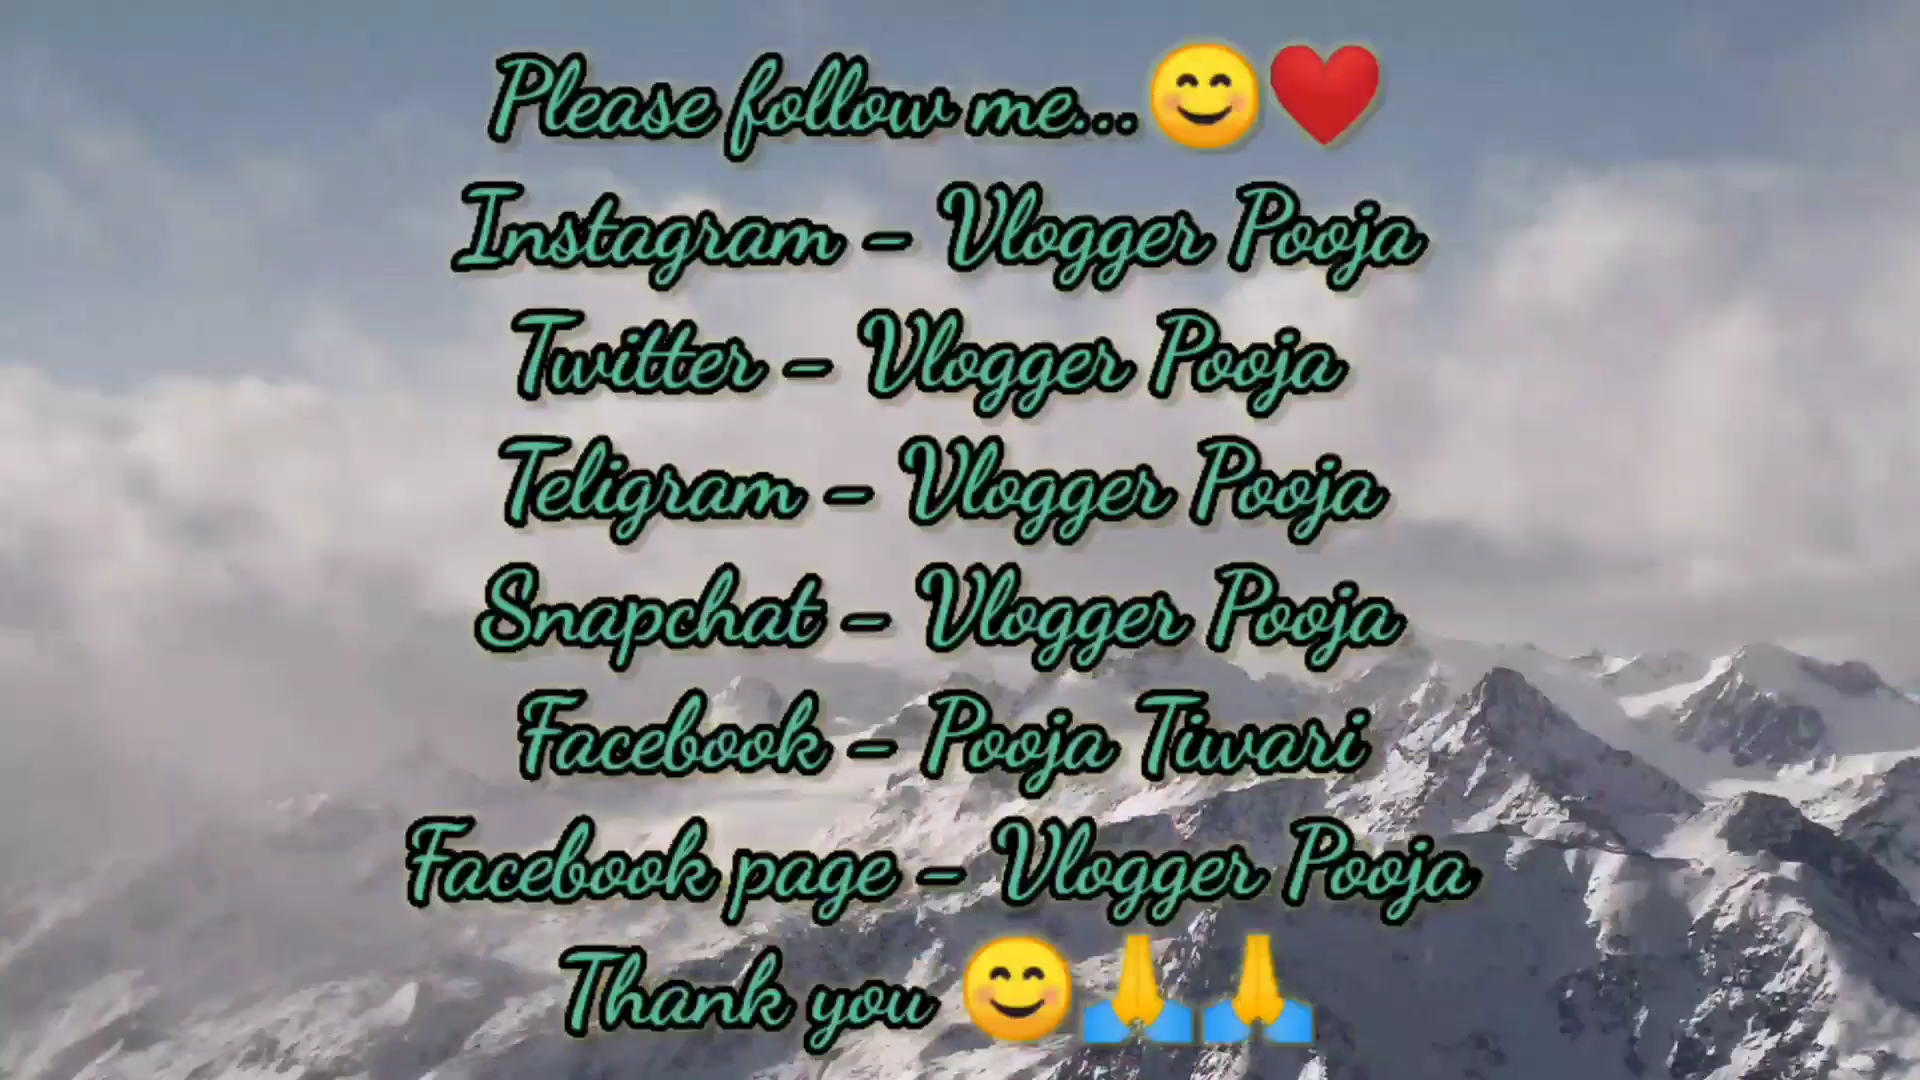 Please follow me...😊❤️
Instagram - Vlogger Pooja
Twitter - Vlogger Pooja
Teligram - Vlogger Pooja
Snapchat - Vlogger Pooja
Facebook - Pooja Tiwari
Facebook page - Vlogger Pooja
Thank you 😊🙏🙏